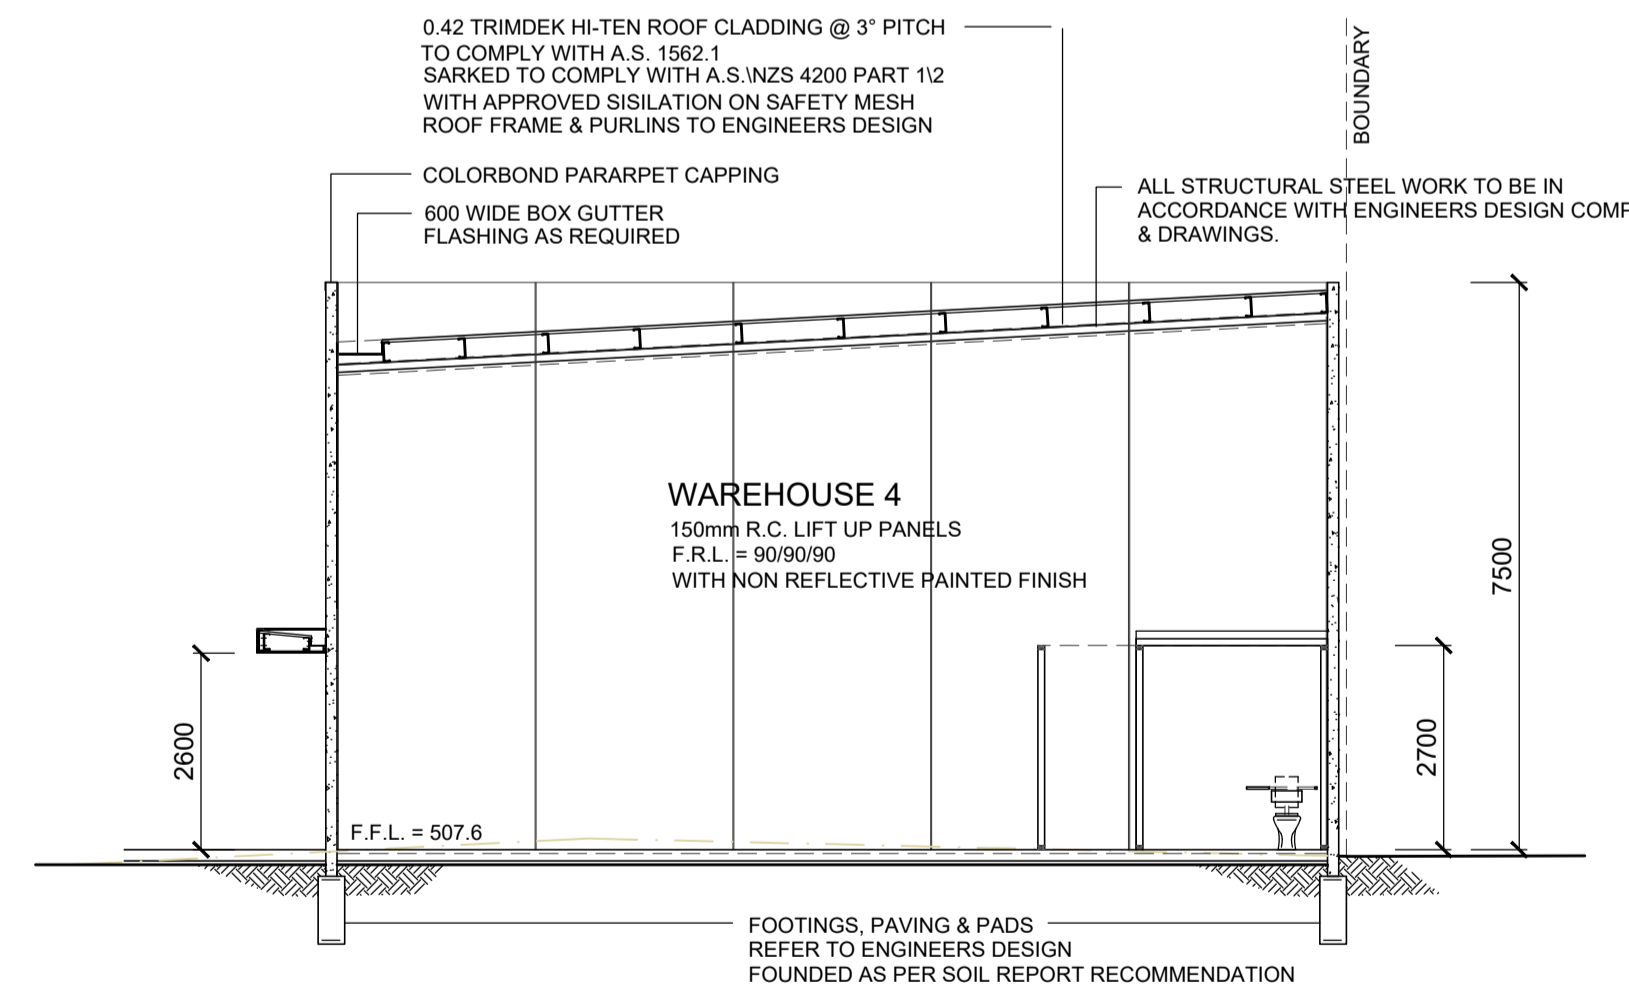 0.42 TRIMDEK HI-TEN ROOF CLADDING @ 3° PITCH
TO COMPLY WITH A.S. 1562.1
SARKED TO COMPLY WITH A.S.\NZS 4200 PART 1\2
WITH APPROVED SISILATION ON SAFETY MESH
ROOF FRAME & PURLINS TO ENGINEERS DESIGN
BOUNDARY
COLORBOND PARARPET CAPPING
600 WIDE BOX GUTTER
FLASHING AS REQUIRED
ALL STRUCTURAL STEEL WORK TO BE IN
ACCORDANCE WITH ENGINEERS DESIGN COMP
& DRAWINGS.
WAREHOUSE 4
150mm R.C. LIFT UP PANELS
F.R.L. = 90/90/90
WITH NON REFLECTIVE PAINTED FINISH
7500
2600
2700
F.F.L. = 507.6
FOOTINGS, PAVING & PADS
REFER TO ENGINEERS DESIGN
FOUNDED AS PER SOIL REPORT RECOMMENDATION